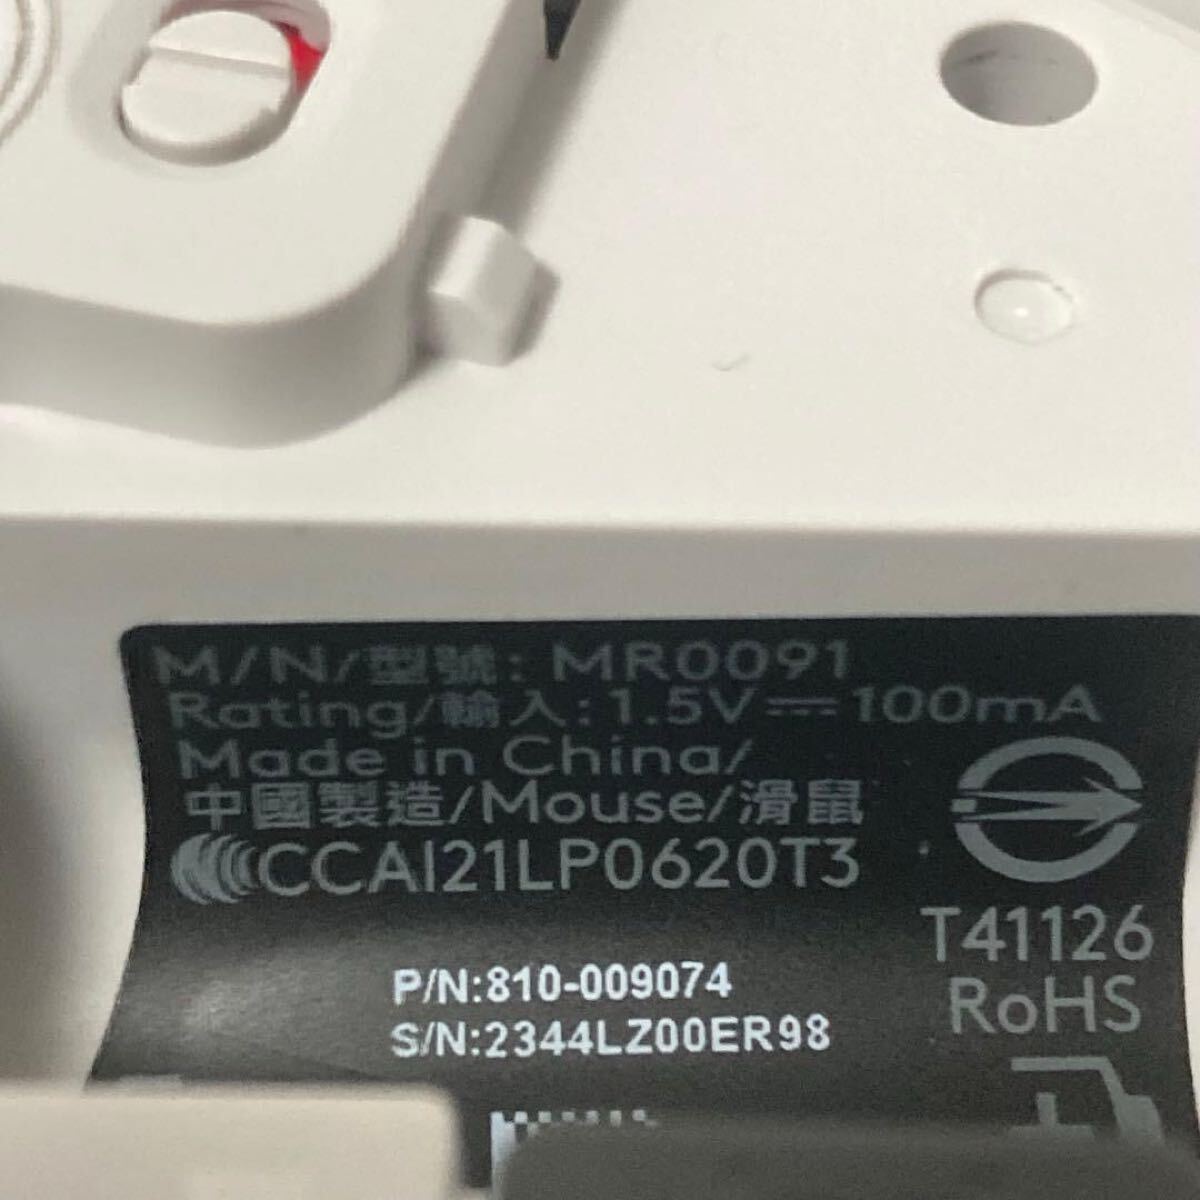 M/N/型號: MR0091
Rating/輸入:1.5V⎓100mA
Made in China/
中國製造/Mouse/滑鼠
CCAI21LP0620T3
T41126
RoHS
P/N:810-009074
S/N:2344LZ00ER98